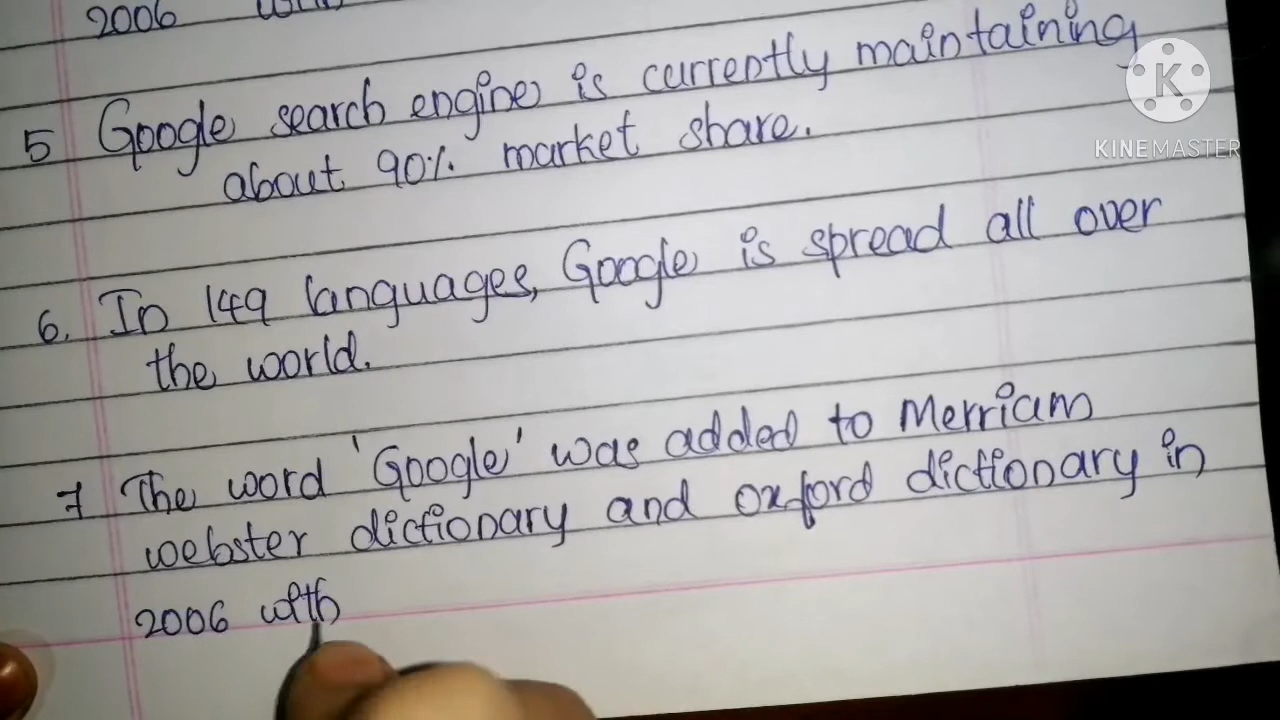 2006 with
5 Google search engine is currently maintaining
about 90% market share.
6. In 149 languages, Google is spread all over
the world.
7 The word 'Google' was added to Merriam
webster dictionary and oxford dictionary in
2006 with
K
KINEMASTER